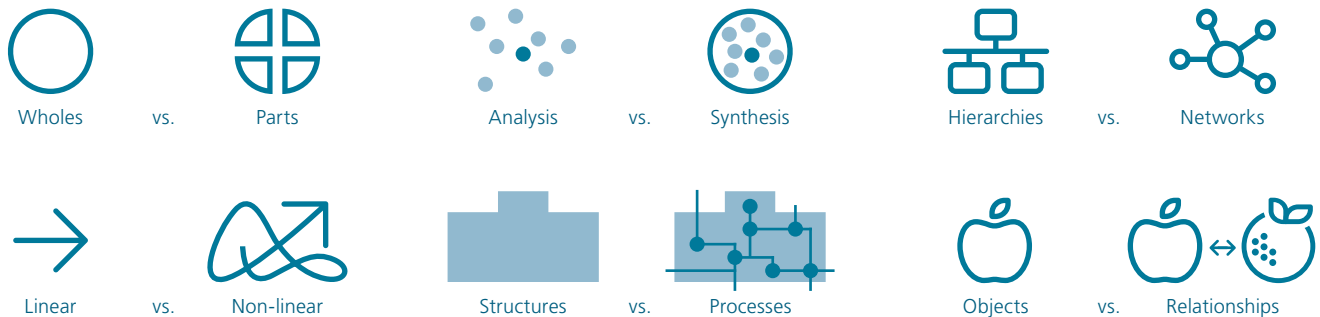 Wholes vs. Parts Analysis vs. Synthesis Hierarchies vs. Networks
Linear vs. Non-linear Structures vs. Processes Objects vs. Relationships